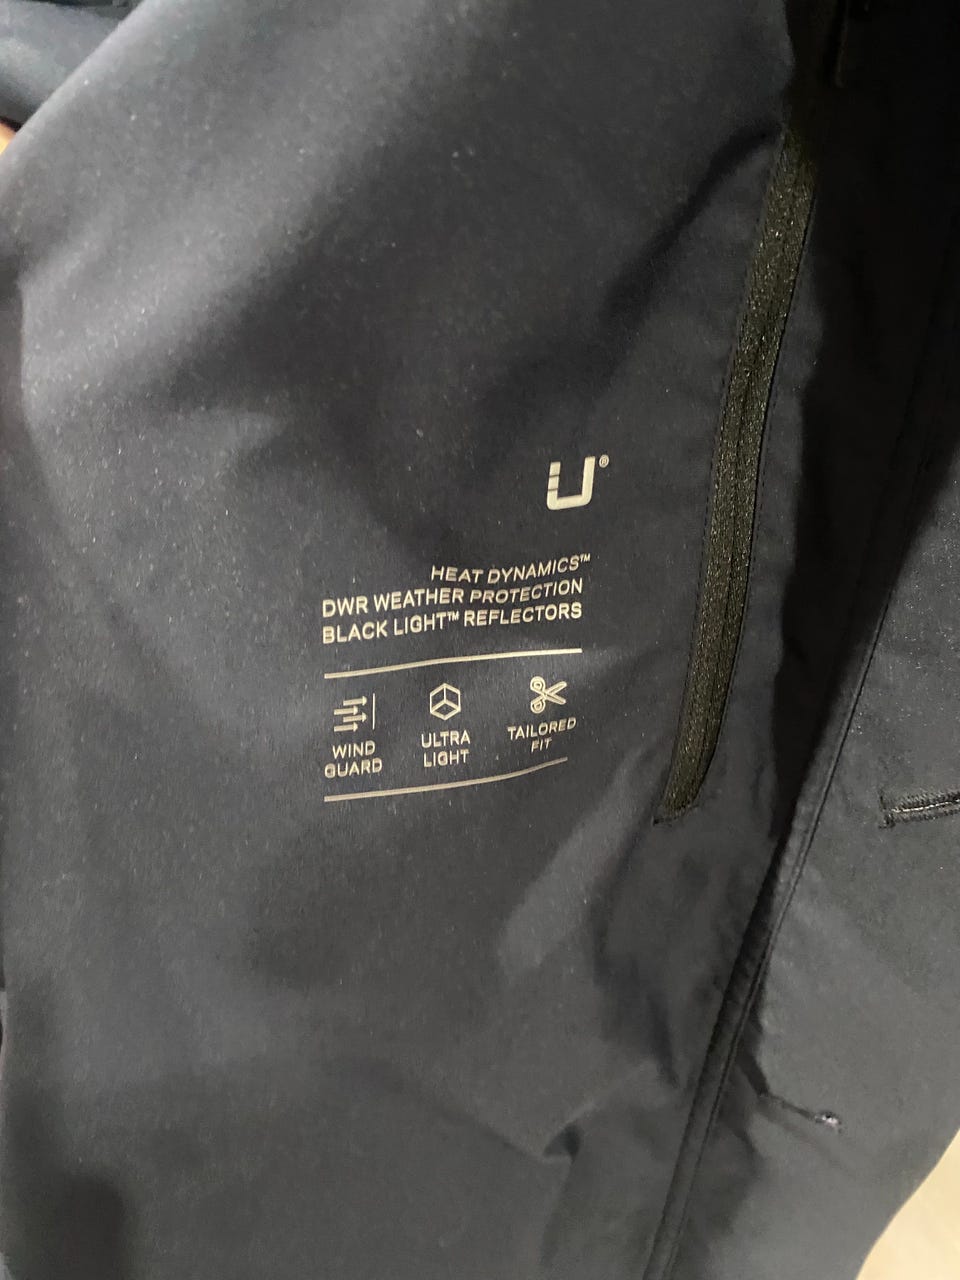 U®
HEAT DYNAMICS™
DWR WEATHER PROTECTION
BLACK LIGHT™ REFLECTORS
WIND GUARD
ULTRA LIGHT
TAILORED FIT